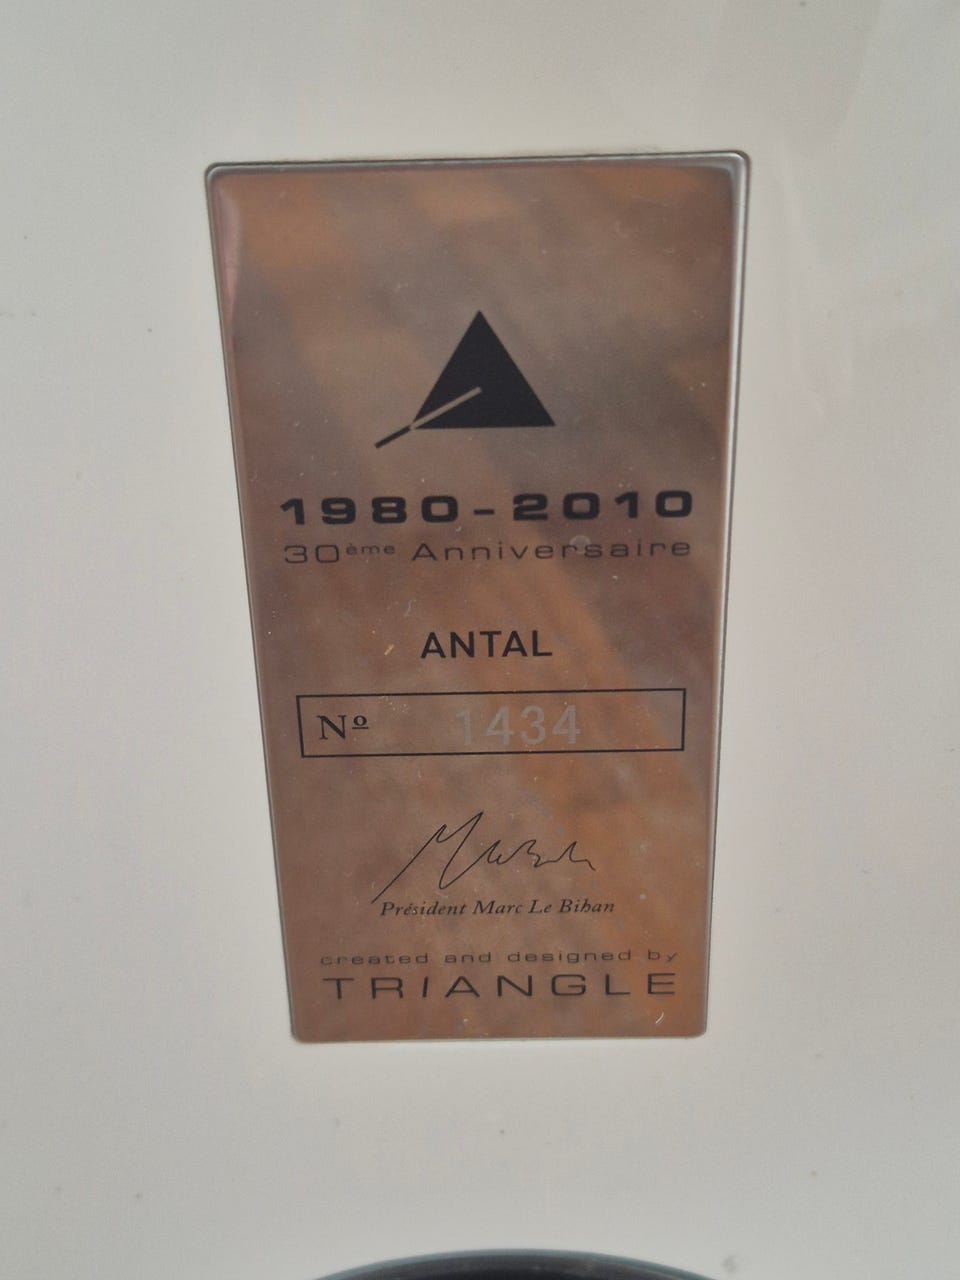 1980-2010
30ème Anniversaire
ANTAL
Nº 1434
Président Marc Le Bihan
created and designed by
TRIANGLE